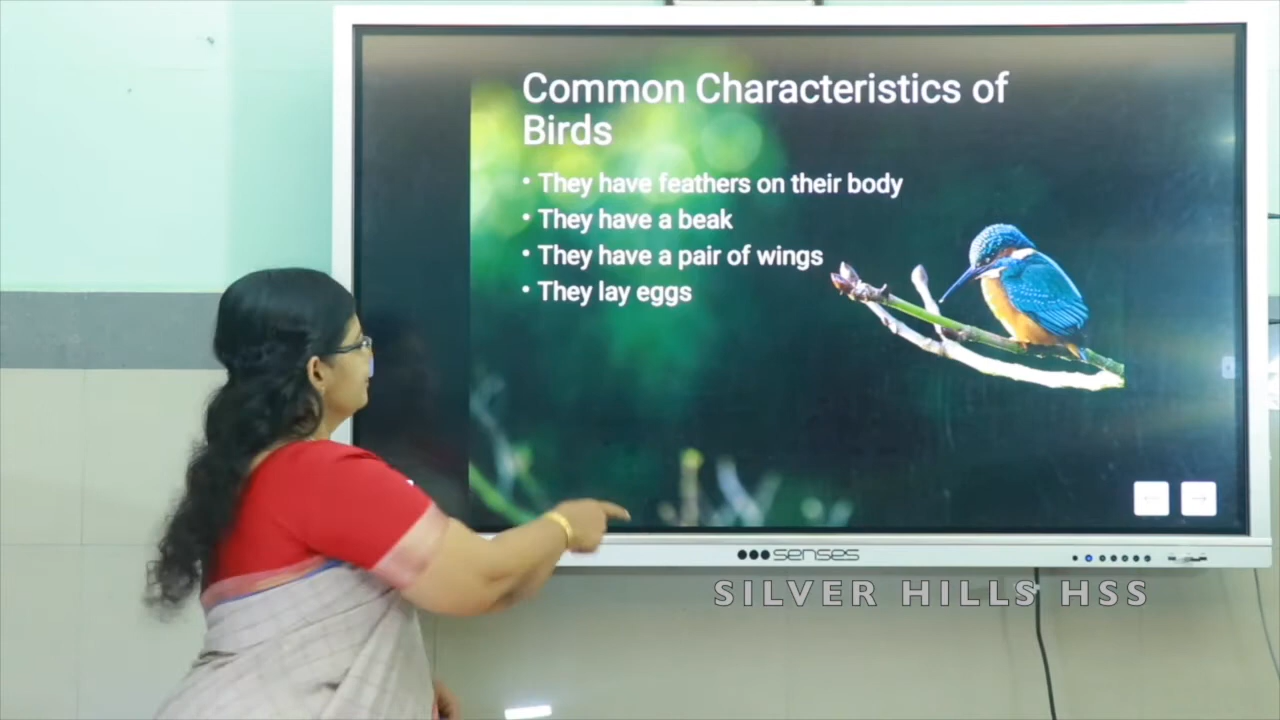 Common Characteristics of
Birds
• They have feathers on their body
• They have a beak
• They have a pair of wings
• They lay eggs
senses
SILVER HILLS HSS